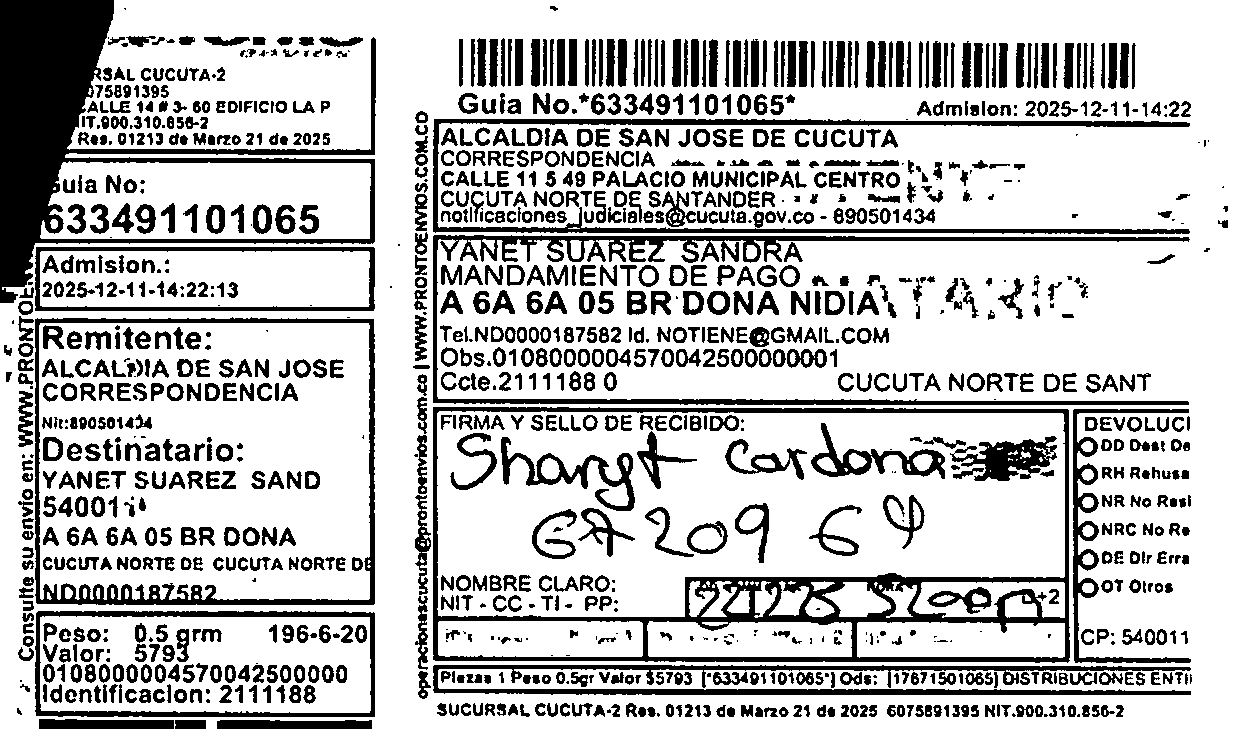 RSAL CUCUTA-2
6075891395
CALLE 14 # 3- 60 EDIFICIO LA P
NIT.900.310.856-2
Res. 01213 de Marzo 21 de 2025
Guia No:
633491101065
Admision.:
2025-12-11-14:22:13
Remitente:
ALCALDIA DE SAN JOSE
CORRESPONDENCIA
Nit:890501434
Destinatario:
YANET SUAREZ SAND
54001
A 6A 6A 05 BR DONA
CUCUTA NORTE DE CUCUTA NORTE DE
ND0000187582
Peso: 0.5 grm 196-6-20
Valor: 5793
0108000004570042500000
Identificacion: 2111188
Consulte su envio en: WWW.PRONTOEN
operacionescucuta@prontoenvios.com.co | WWW.PRONTOENVIOS.COM.CO
Guia No.*633491101065*
Admision: 2025-12-11-14:22
ALCALDIA DE SAN JOSE DE CUCUTA
CORRESPONDENCIA
CALLE 11 5 49 PALACIO MUNICIPAL CENTRO
CUCUTA NORTE DE SANTANDER
notificaciones_judiciales@cucuta.gov.co - 890501434
YANET SUAREZ SANDRA
MANDAMIENTO DE PAGO
A 6A 6A 05 BR DONA NIDIA
Tel.ND0000187582 Id. NOTIENE@GMAIL.COM
Obs.01080000045700425000000001
Ccte.2111188 0 CUCUTA NORTE DE SANT
FIRMA Y SELLO DE RECIBIDO:
Sharyt Cardona
67209 64
NOMBRE CLARO:
NIT - CC - TI - PP:
DEVOLUCI
DD Dest De
RH Rehusa
NR No Resi
NRC No Re
DE Dir Erra
OT Otros
CP: 540011
Piezas 1 Peso 0.5gr Valor $5793 [*633491101065*] Ods: [17671501065] DISTRIBUCIONES ENTI
SUCURSAL CUCUTA-2 Res. 01213 de Marzo 21 de 2025 6075891395 NIT.900.310.856-2